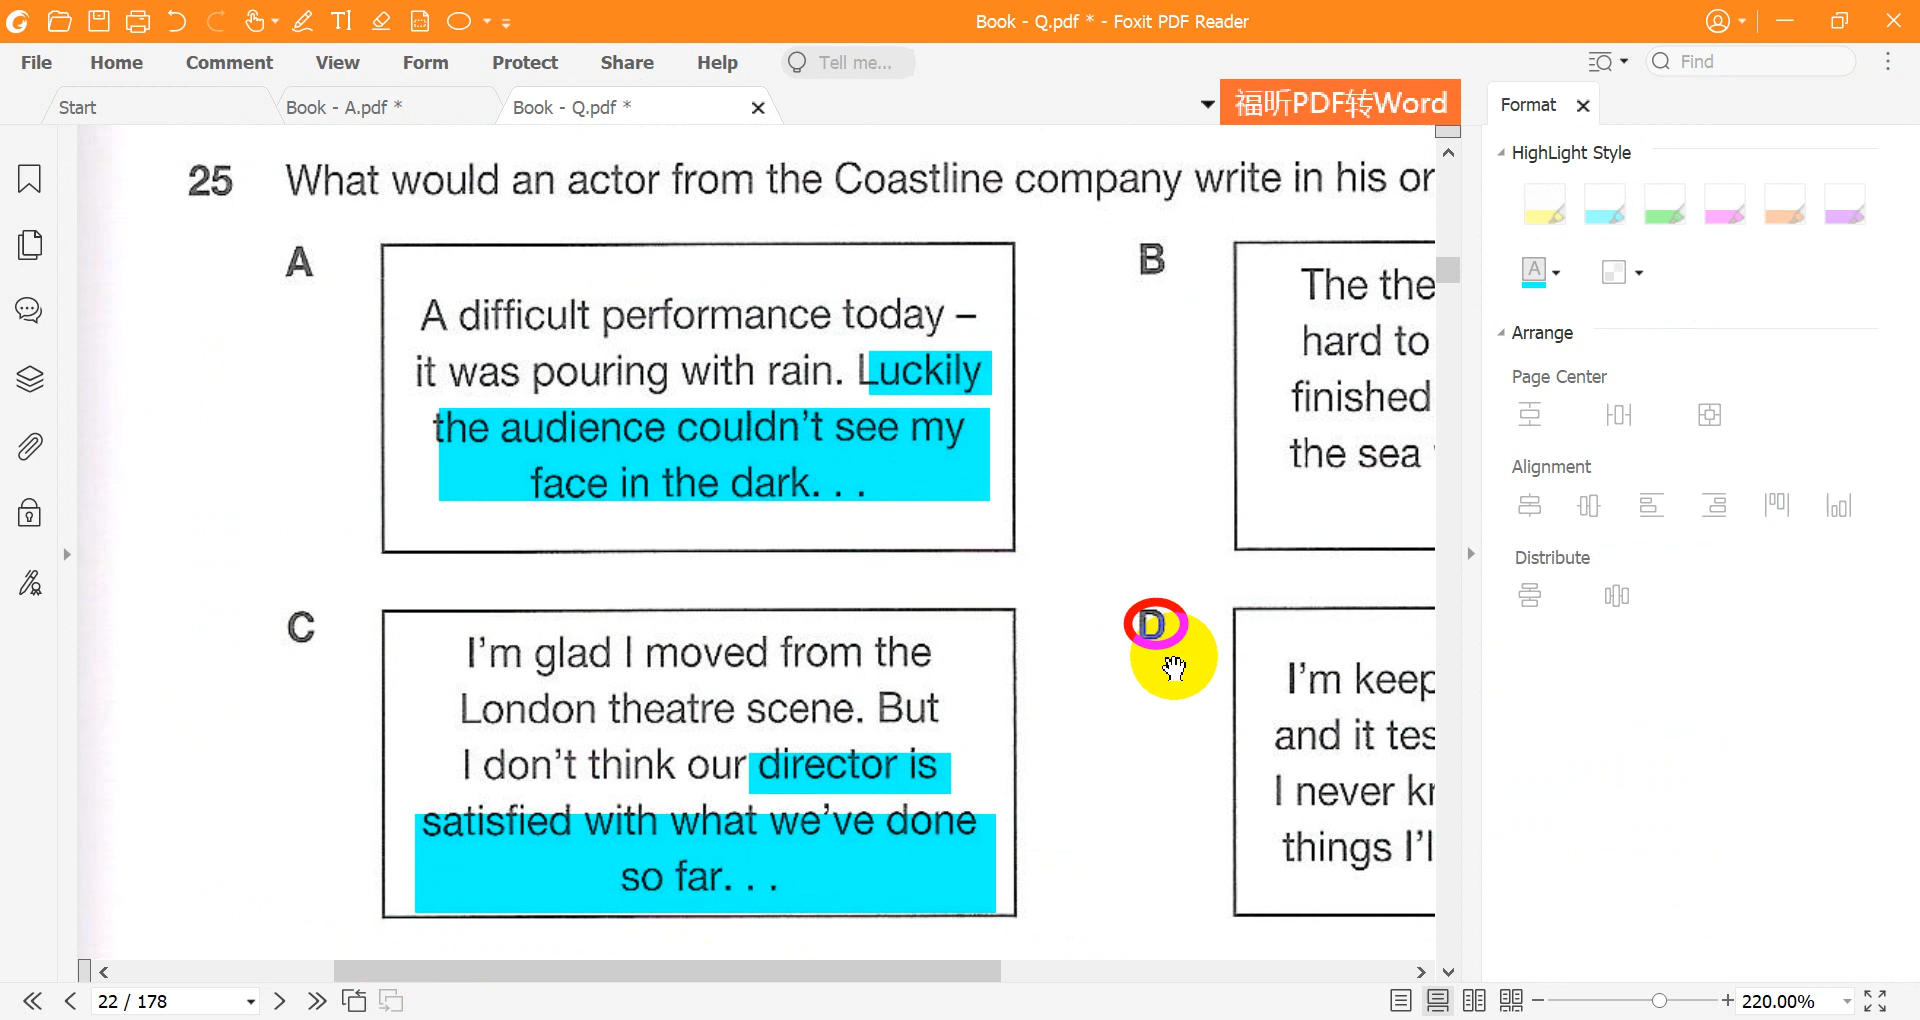 Book - Q.pdf * - Foxit PDF Reader
File Home Comment View Form Protect Share Help Tell me... Find
Start Book - A.pdf * Book - Q.pdf * 福昕PDF转Word Format
HighLight Style
Arrange
Page Center
Alignment
Distribute
25 What would an actor from the Coastline company write in his or
A
A difficult performance today –
it was pouring with rain. Luckily
the audience couldn't see my
face in the dark. . .
B
The the
hard to
finished
the sea
C
I'm glad I moved from the
London theatre scene. But
I don't think our director is
satisfied with what we've done
so far. . .
D
I'm keep
and it tes
I never kr
things I'l
22 / 178 220.00%